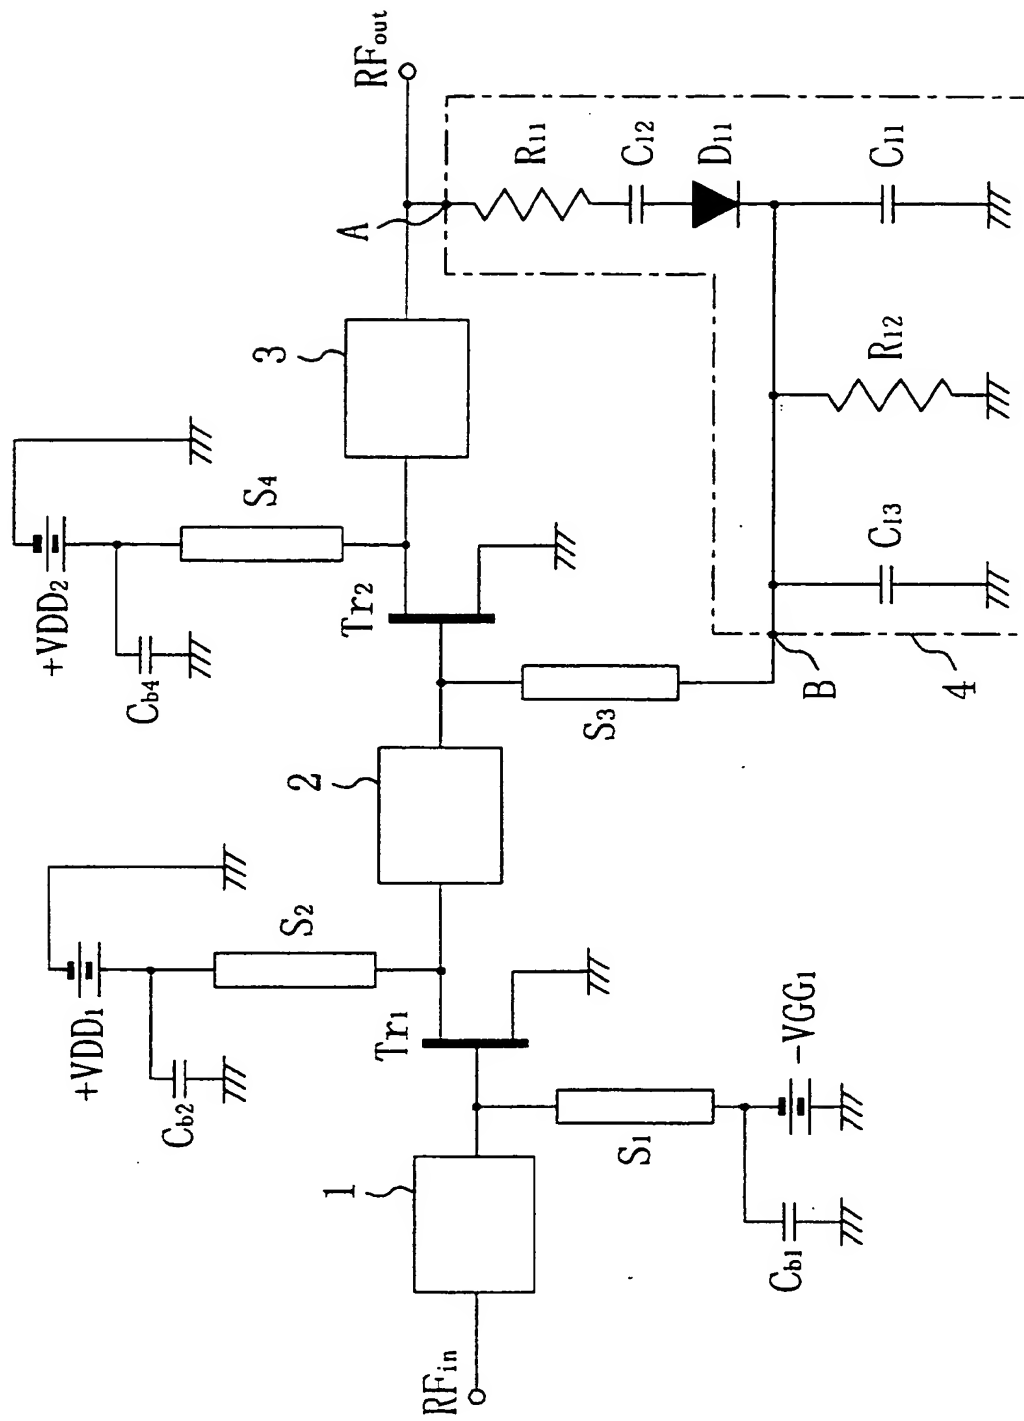 RFin
1
Cb1
S1
-VGG1
Tr1
Cb2
+VDD1
S2
2
S3
Tr2
Cb4
+VDD2
S4
3
A
RFout
B
4
C13
R12
R11
C12
D11
C11